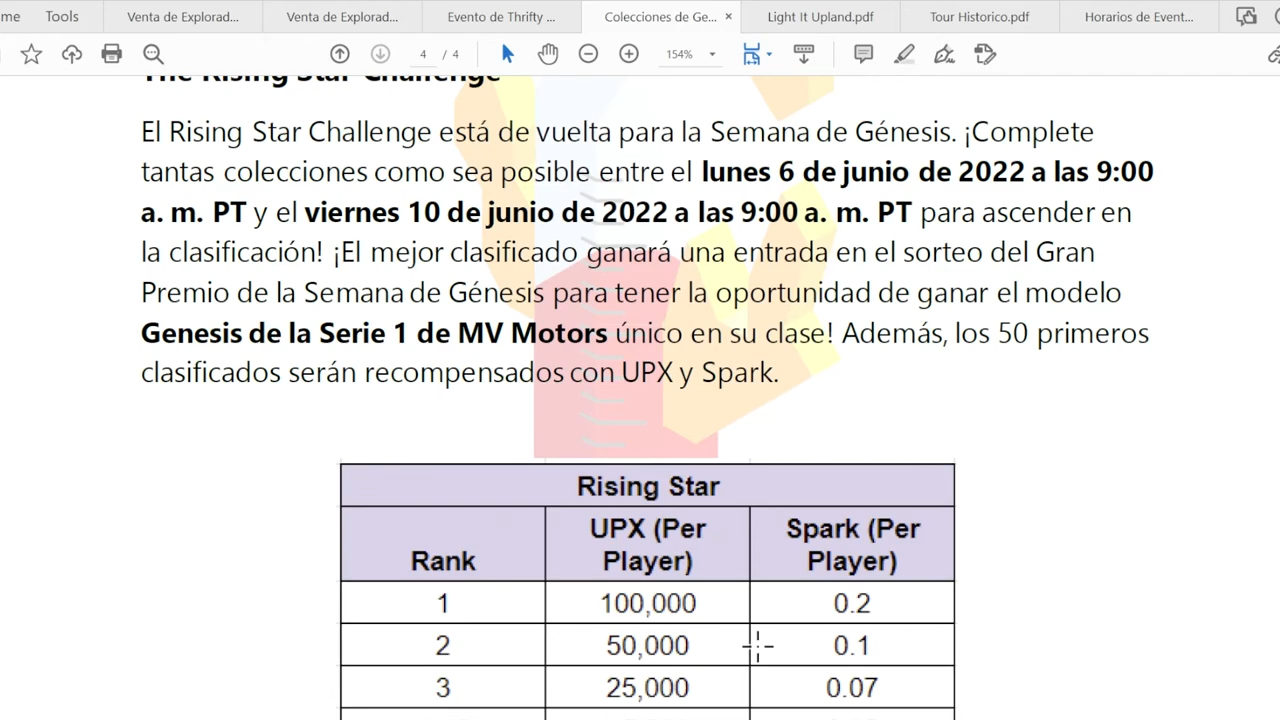 me Tools Venta de Explorad... Venta de Explorad... Evento de Thrifty ... Colecciones de Ge... × Light It Upland.pdf Tour Historico.pdf Horarios de Event...
4 / 4 154%
The Rising Star Challenge
El Rising Star Challenge está de vuelta para la Semana de Génesis. ¡Complete
tantas colecciones como sea posible entre el lunes 6 de junio de 2022 a las 9:00
a. m. PT y el viernes 10 de junio de 2022 a las 9:00 a. m. PT para ascender en
la clasificación! ¡El mejor clasificado ganará una entrada en el sorteo del Gran
Premio de la Semana de Génesis para tener la oportunidad de ganar el modelo
Genesis de la Serie 1 de MV Motors único en su clase! Además, los 50 primeros
clasificados serán recompensados con UPX y Spark.
Rising Star
Rank UPX (Per Player) Spark (Per Player)
1 100,000 0.2
2 50,000 0.1
3 25,000 0.07